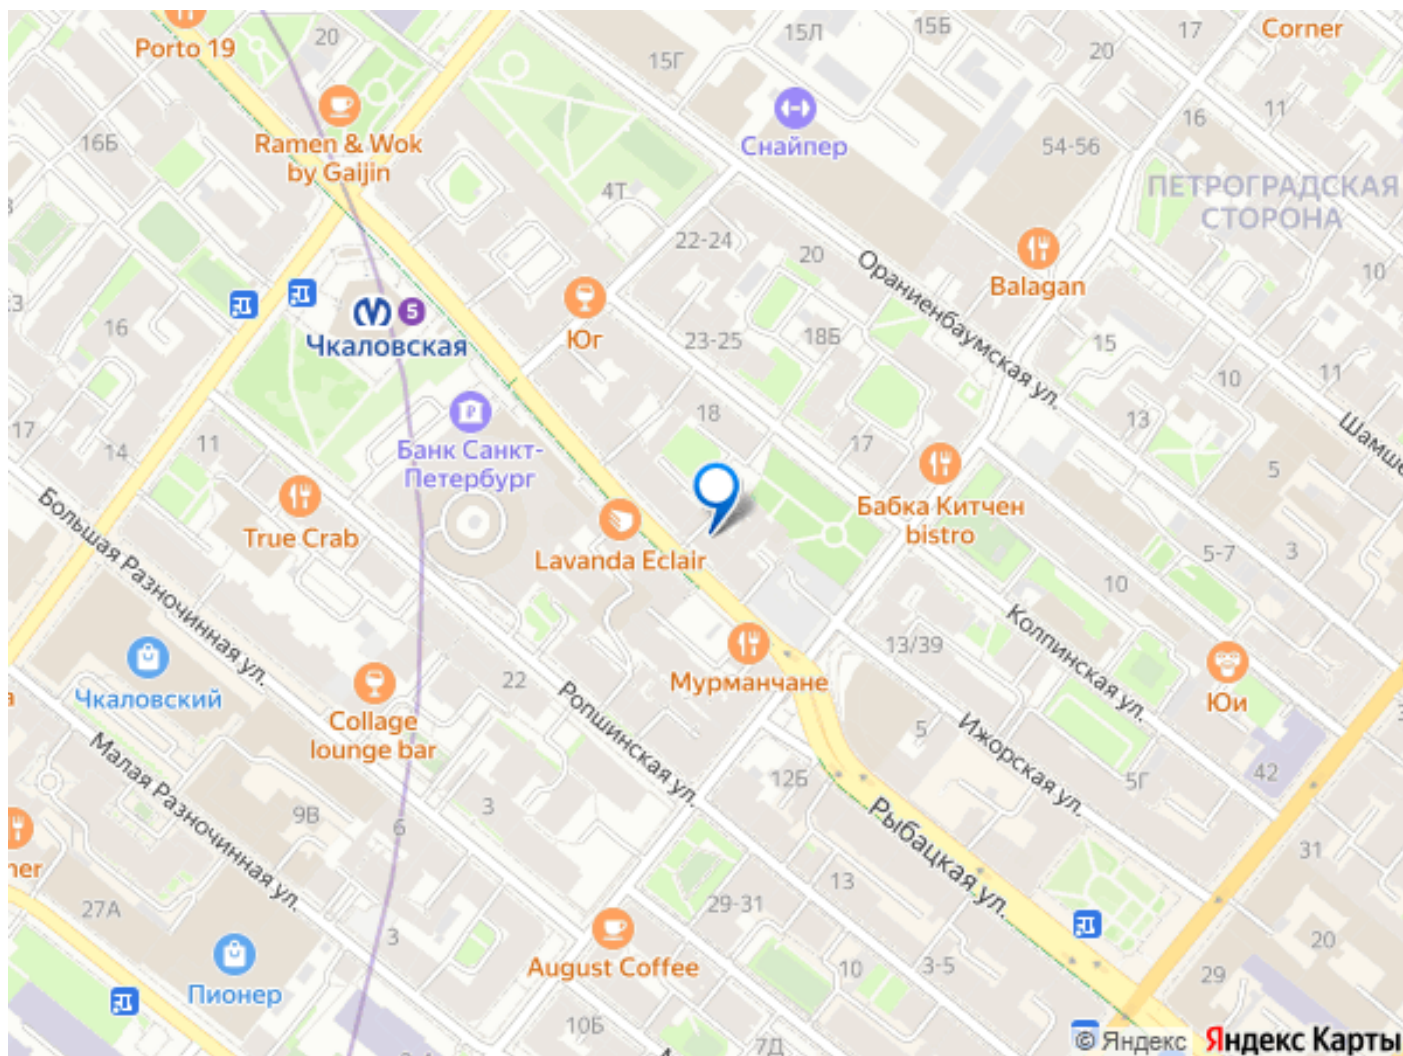 Porto 19
20
15Л
15Б
17
Corner
20
15Г
11
Ramen & Wok
by Gaijin
16Б
Снайпер
16
54-56
4Т
ПЕТРОГРАДСКАЯ
СТОРОНА
22-24
20
Ораниенбаумская ул.
Balagan
10
5
Чкаловская
16
Юг
23-25
18Б
15
11
10
Шамше
18
13
17
14
11
17
Банк Санкт-
Петербург
5
Бабка Китчен
bistro
True Crab
Lavanda Eclair
5-7
3
10
Большая Разночинная ул.
Колпинская ул.
13/39
Мурманчане
22
Ропшинская ул.
Чкаловский
Юи
Collage
lounge bar
Ижорская ул.
5
42
5Г
12Б
Малая Разночинная ул.
3
9В
6
Рыбацкая ул.
31
ner
13
27А
29-31
3
20
August Coffee
10
3-5
29
Пионер
10Б
7Д
© Яндекс
Яндекс Карты